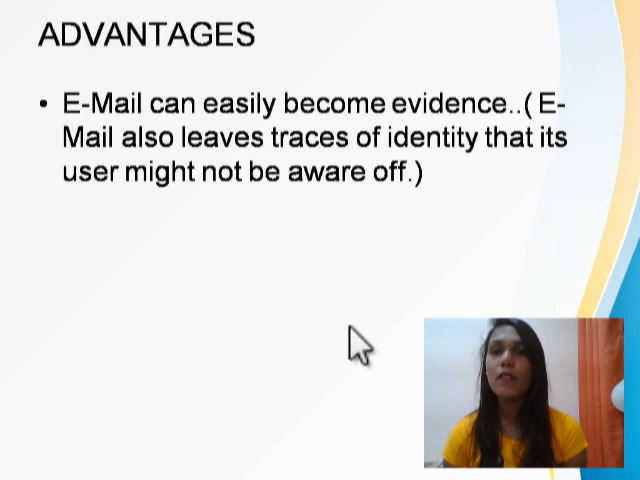 ADVANTAGES
• E-Mail can easily become evidence..( E-
Mail also leaves traces of identity that its
user might not be aware off.)